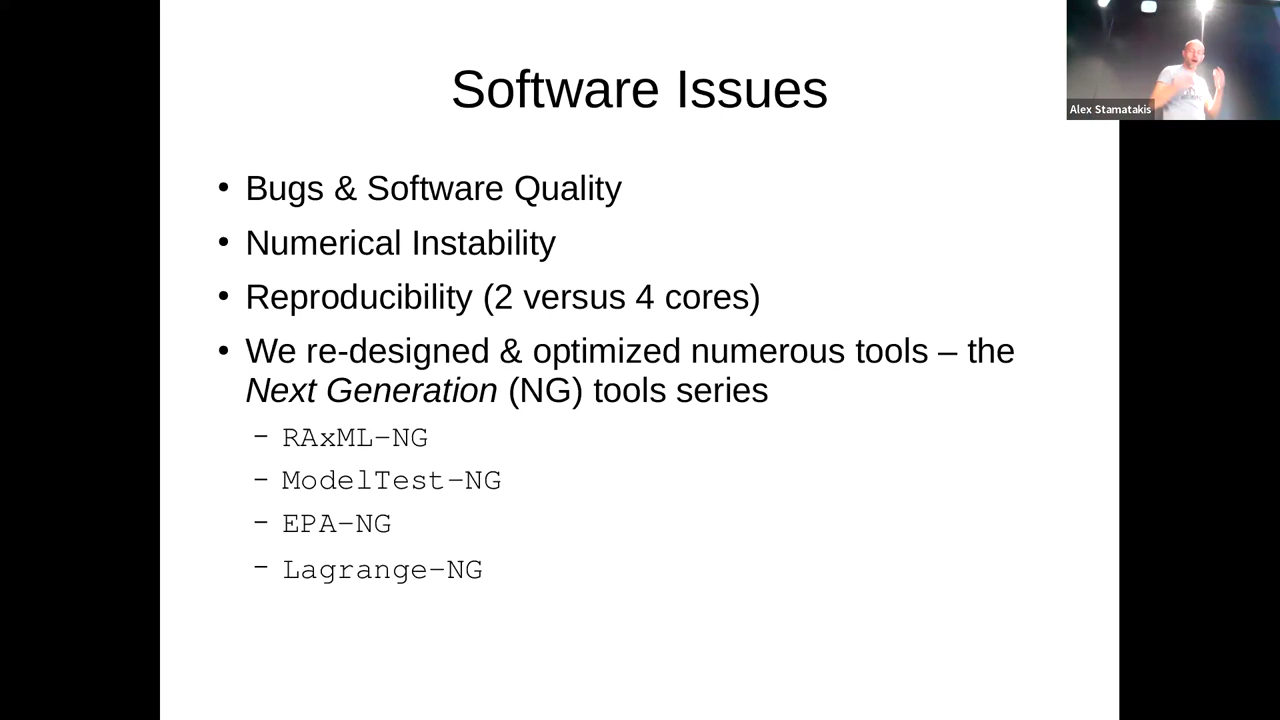 Software Issues
Alex Stamatakis
• Bugs & Software Quality
• Numerical Instability
• Reproducibility (2 versus 4 cores)
• We re-designed & optimized numerous tools – the
Next Generation (NG) tools series
– RAxML-NG
– ModelTest-NG
– EPA-NG
– Lagrange-NG